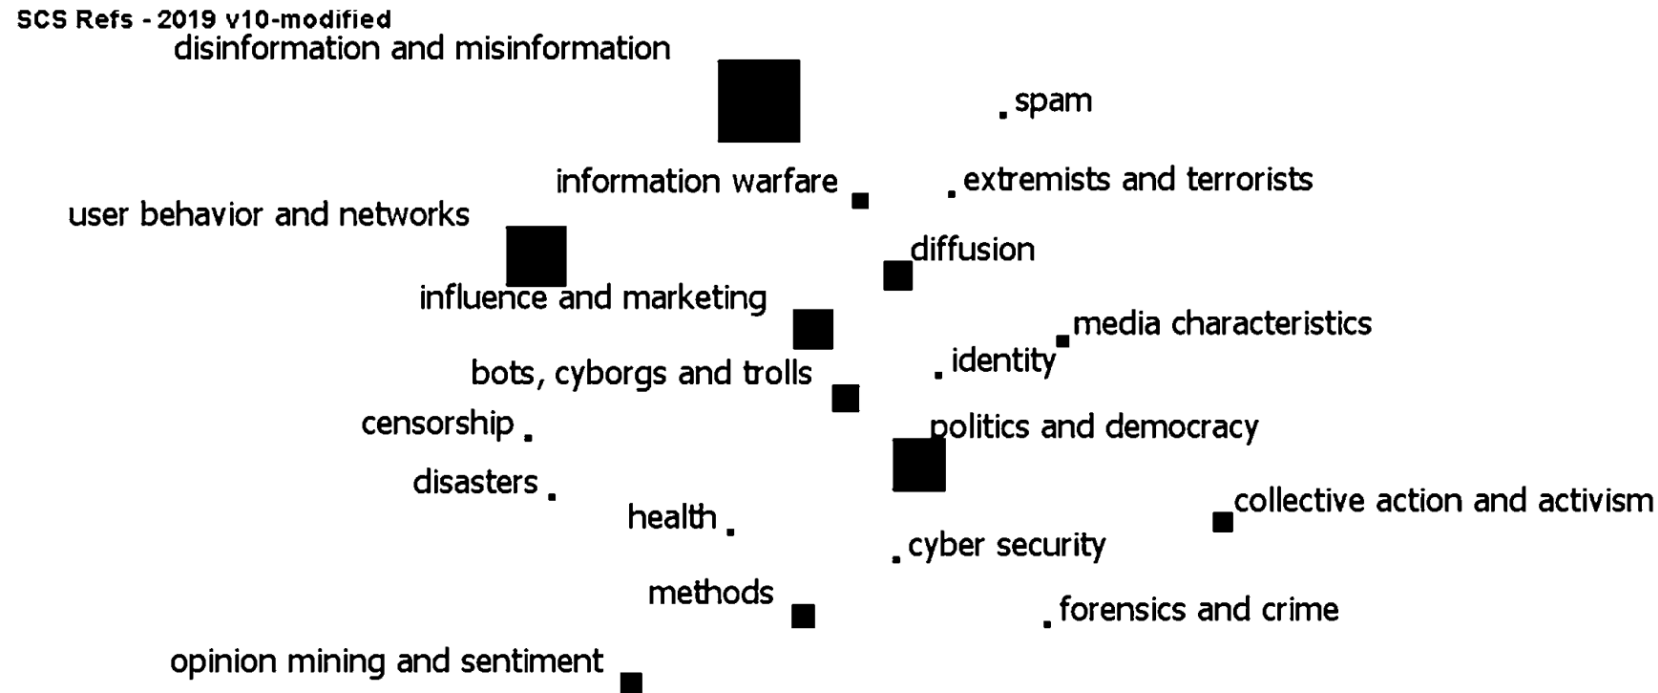 SCS Refs - 2019 v10-modified
disinformation and misinformation
spam
information warfare
extremists and terrorists
user behavior and networks
diffusion
influence and marketing
media characteristics
identity
bots, cyborgs and trolls
censorship
politics and democracy
disasters
collective action and activism
health
cyber security
methods
forensics and crime
opinion mining and sentiment